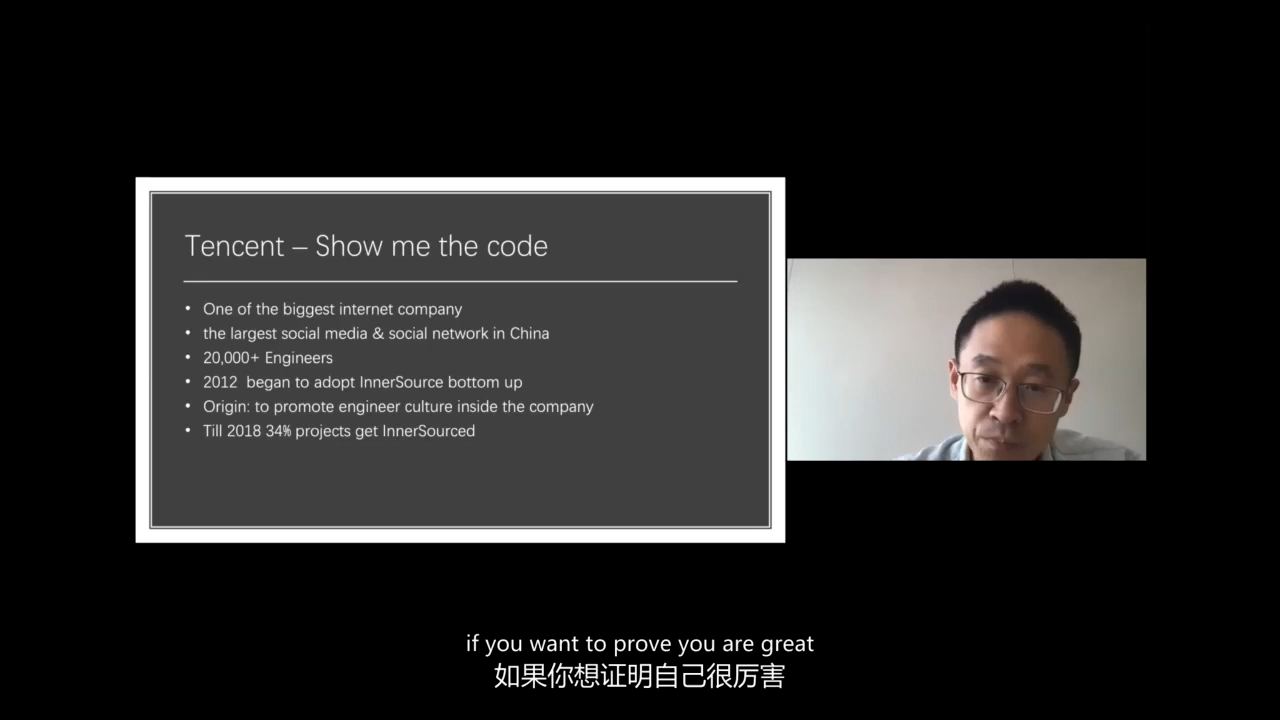 Tencent – Show me the code
• One of the biggest internet company
• the largest social media & social network in China
• 20,000+ Engineers
• 2012  began to adopt InnerSource bottom up
• Origin: to promote engineer culture inside the company
• Till 2018 34% projects get InnerSourced
if you want to prove you are great
如果你想证明自己很厉害